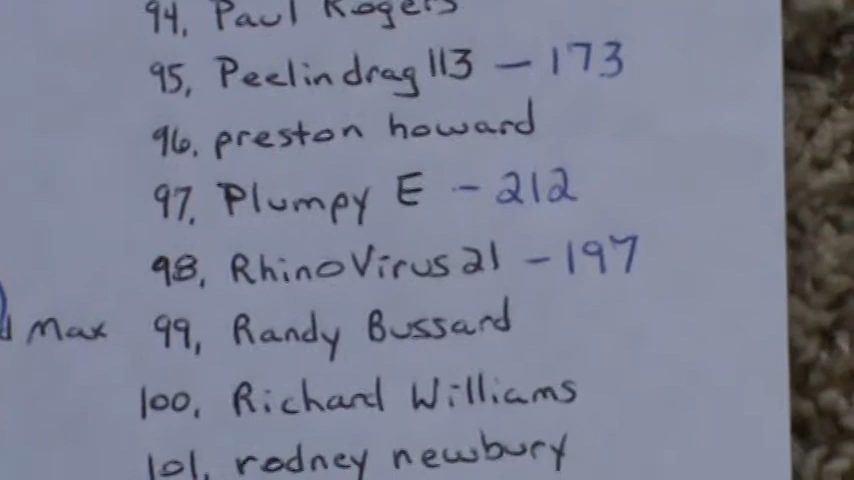 94, Paul Rogers
95, Peelindrag113 - 173
96. preston howard
97. Plumpy E - 212
98, RhinoVirus21 - 197
Max 99, Randy Bussard
100, Richard Williams
101. rodney newbury